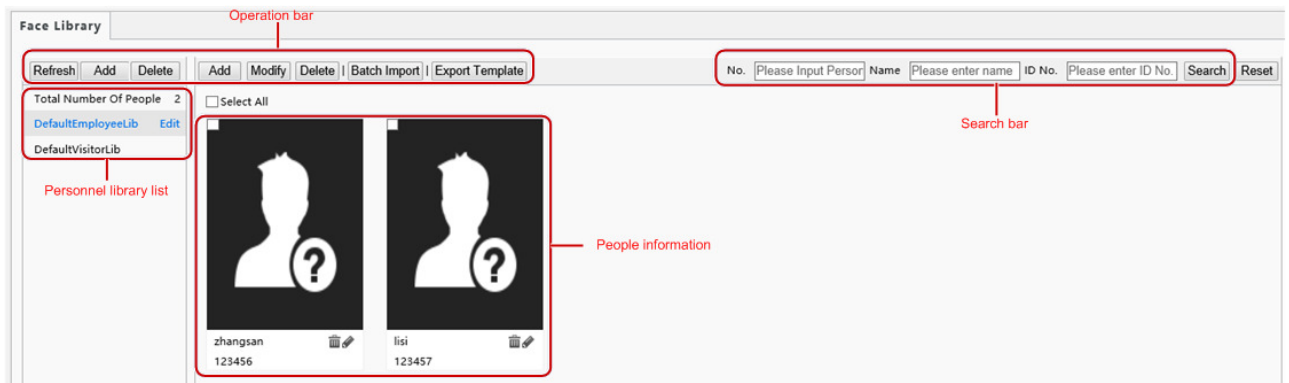 Operation bar
Face Library
Refresh Add Delete Add Modify Delete | Batch Import | Export Template No. Please Input Person Name Please enter name ID No. Please enter ID No. Search Reset
Total Number Of People 2 Select All
DefaultEmployeeLib Edit Search bar
DefaultVisitorLib
Personnel library list
People information
? ?
zhangsan lisi
123456 123457